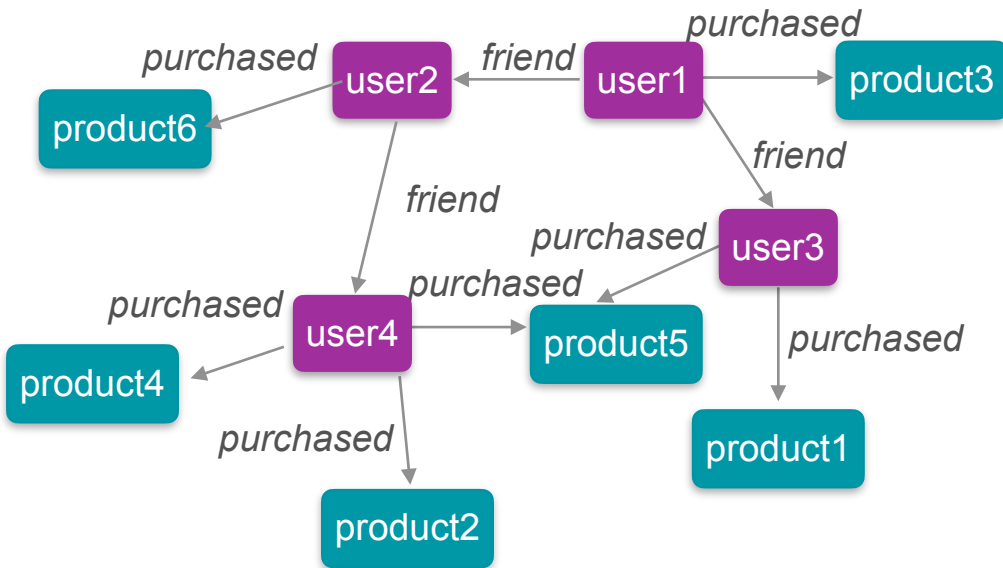 purchased
purchased
friend
user2
user1
product3
product6
friend
friend
purchased
user3
purchased
purchased
user4
product5
purchased
product4
purchased
product1
product2